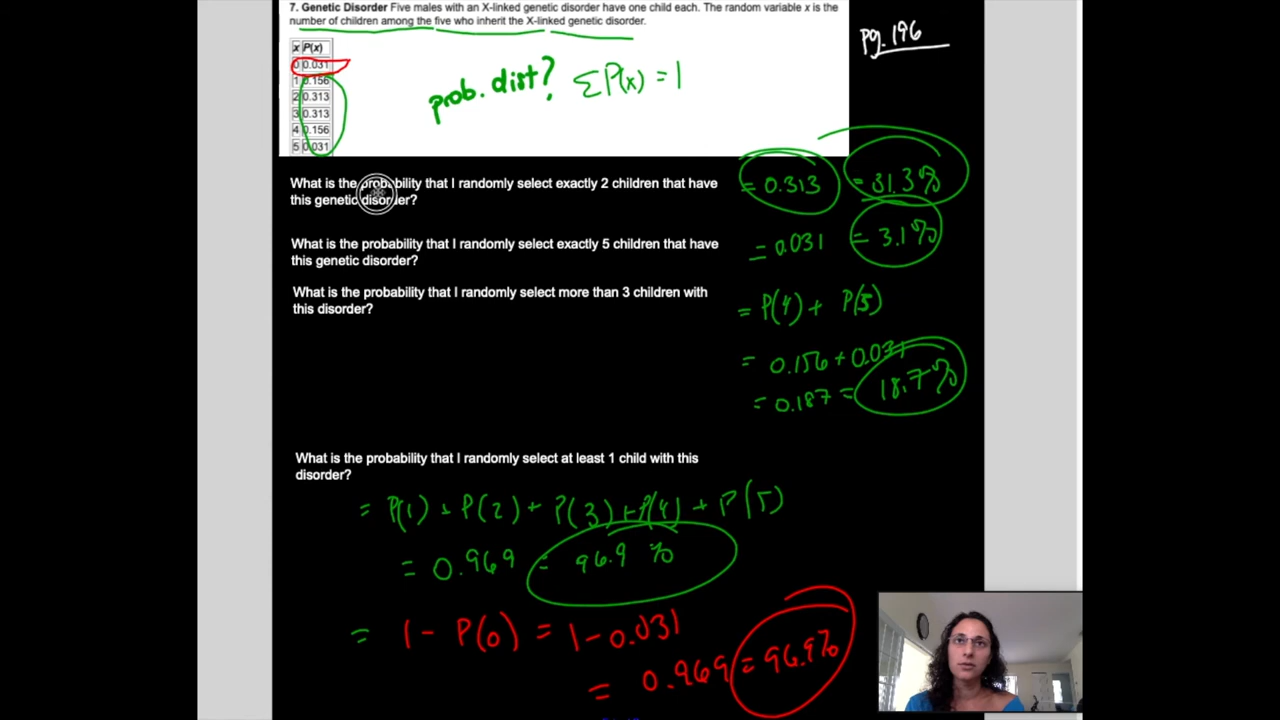 7. Genetic Disorder Five males with an X-linked genetic disorder have one child each. The random variable x is the
number of children among the five who inherit the X-linked genetic disorder.
pg. 196
x P(x)
0 0.031
1 0.156
2 0.313
3 0.313
4 0.156
5 0.031
prob. dist? ΣP(x) = 1
What is the probability that I randomly select exactly 2 children that have
this genetic disorder?
= 0.313 = 31.3%
What is the probability that I randomly select exactly 5 children that have
this genetic disorder?
= 0.031 = 3.1%
What is the probability that I randomly select more than 3 children with
this disorder?
= P(4) + P(5)
= 0.156 + 0.031
= 0.187 = 18.7%
What is the probability that I randomly select at least 1 child with this
disorder?
= P(1) + P(2) + P(3) + P(4) + P(5)
= 0.969 = 96.9 %
= 1 - P(0) = 1 - 0.031
= 0.969 = 96.9%